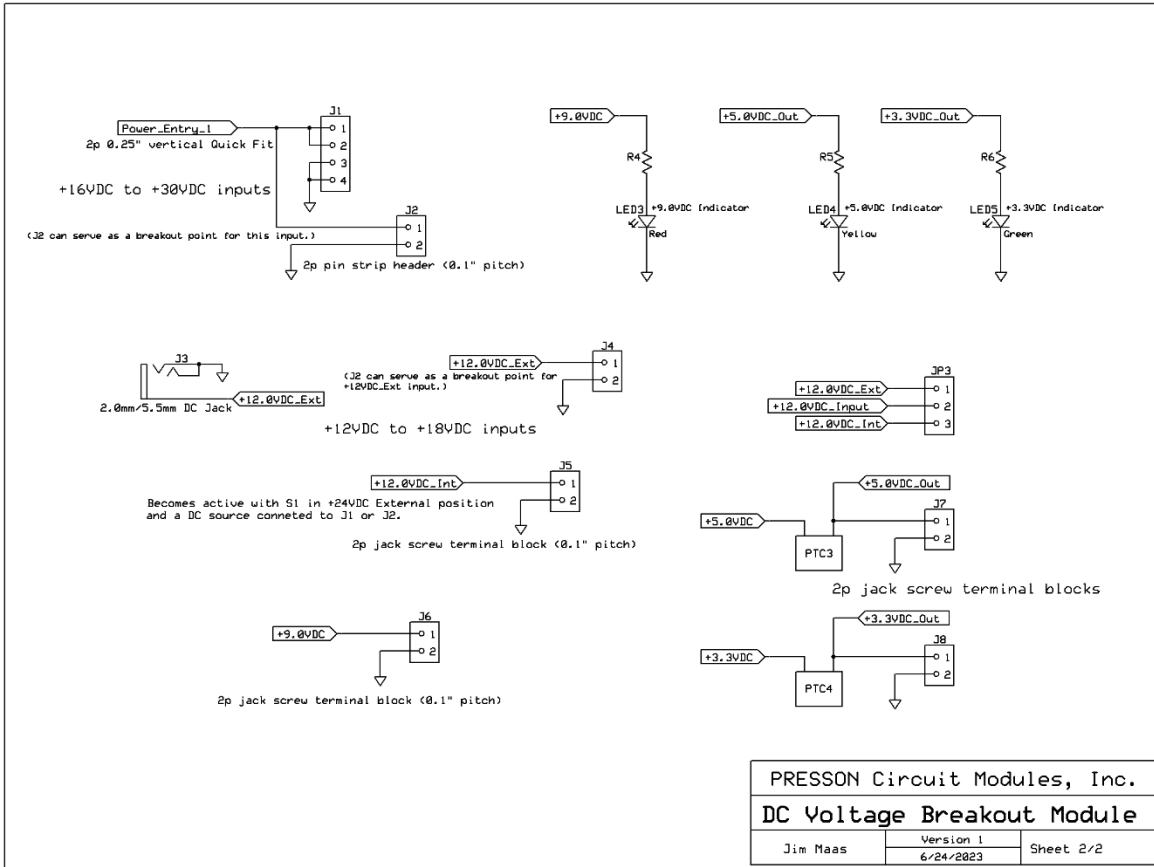 J1
Power_Entry_1
1
2
3
4
2p 0.25" vertical Quick Fit
+16VDC to +30VDC inputs
J2
1
2
(J2 can serve as a breakout point for this input.)
2p pin strip header (0.1" pitch)
+9.0VDC
R4
LED3
+9.0VDC Indicator
Red
+5.0VDC_Out
R5
LED4
+5.0VDC Indicator
Yellow
+3.3VDC_Out
R6
LED5
+3.3VDC Indicator
Green
J3
+12.0VDC_Ext
2.0mm/5.5mm DC Jack
J4
+12.0VDC_Ext
1
2
(J2 can serve as a breakout point for
+12VDC_Ext input.)
+12VDC to +18VDC inputs
JP3
+12.0VDC_Ext
1
+12.0VDC_Input
2
+12.0VDC_Int
3
J5
+12.0VDC_Int
1
2
Becomes active with S1 in +24VDC External position
and a DC source conneted to J1 or J2.
2p jack screw terminal block (0.1" pitch)
+5.0VDC_Out
J7
+5.0VDC
1
2
PTC3
2p jack screw terminal blocks
J6
+9.0VDC
1
2
2p jack screw terminal block (0.1" pitch)
+3.3VDC_Out
J8
+3.3VDC
1
2
PTC4
PRESSON Circuit Modules, Inc.
DC Voltage Breakout Module
Jim Maas
Version 1
6/24/2023
Sheet 2/2